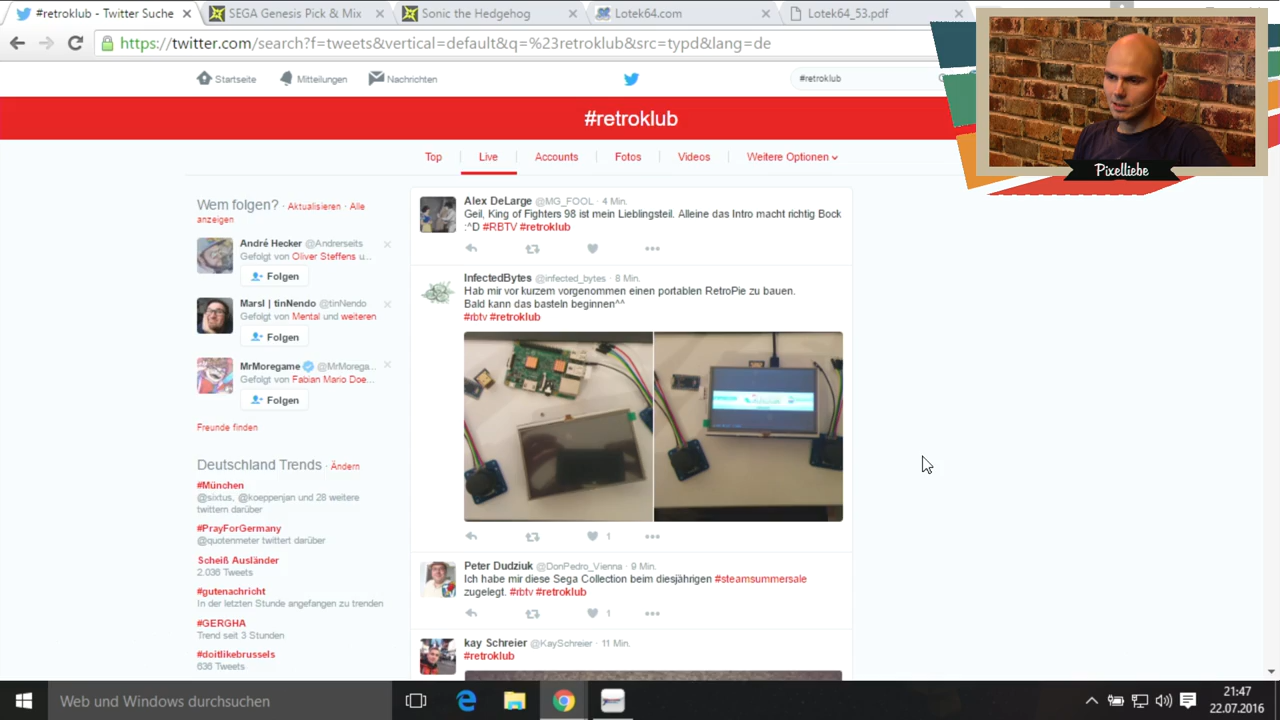 #retroklub - Twitter Suche
SEGA Genesis Pick & Mix
Sonic the Hedgehog
Lotek64.com
Lotek64_53.pdf
https://twitter.com/search?f=tweets&vertical=default&q=%23retroklub&src=typd&lang=de
Startseite
Mitteilungen
Nachrichten
#retroklub
#retroklub
Pixelliebe
Top
Live
Accounts
Fotos
Videos
Weitere Optionen
Wem folgen? · Aktualisieren · Alle
anzeigen
André Hecker @Andrerseits
Gefolgt von Oliver Steffens u...
Folgen
Marsl | tinNendo @tinNendo
Gefolgt von Mental und weiteren
Folgen
MrMoregame @MrMorega...
Gefolgt von Fabian Mario Doe...
Folgen
Freunde finden
Deutschland Trends · Ändern
#München
@sixtus, @koeppenjan und 28 weitere
twittern darüber
#PrayForGermany
@quotenmeter twittert darüber
Scheiß Ausländer
2.036 Tweets
#gutenachricht
In der letzten Stunde angefangen zu trenden
#GERGHA
Trend seit 3 Stunden
#doitlikebrussels
636 Tweets
Alex DeLarge @MG_FOOL · 4 Min.
Geil, King of Fighters 98 ist mein Lieblingsteil. Alleine das Intro macht richtig Bock
:^D #RBTV #retroklub
InfectedBytes @infected_bytes · 8 Min.
Hab mir vor kurzem vorgenommen einen portablen RetroPie zu bauen.
Bald kann das basteln beginnen^^
#rbtv #retroklub
1
Peter Dudziuk @DonPedro_Vienna · 9 Min.
Ich habe mir diese Sega Collection beim diesjährigen #steamsummersale
zugelegt. #rbtv #retroklub
1
kay Schreier @KaySchreier · 11 Min.
#retroklub
Web und Windows durchsuchen
21:47
22.07.2016